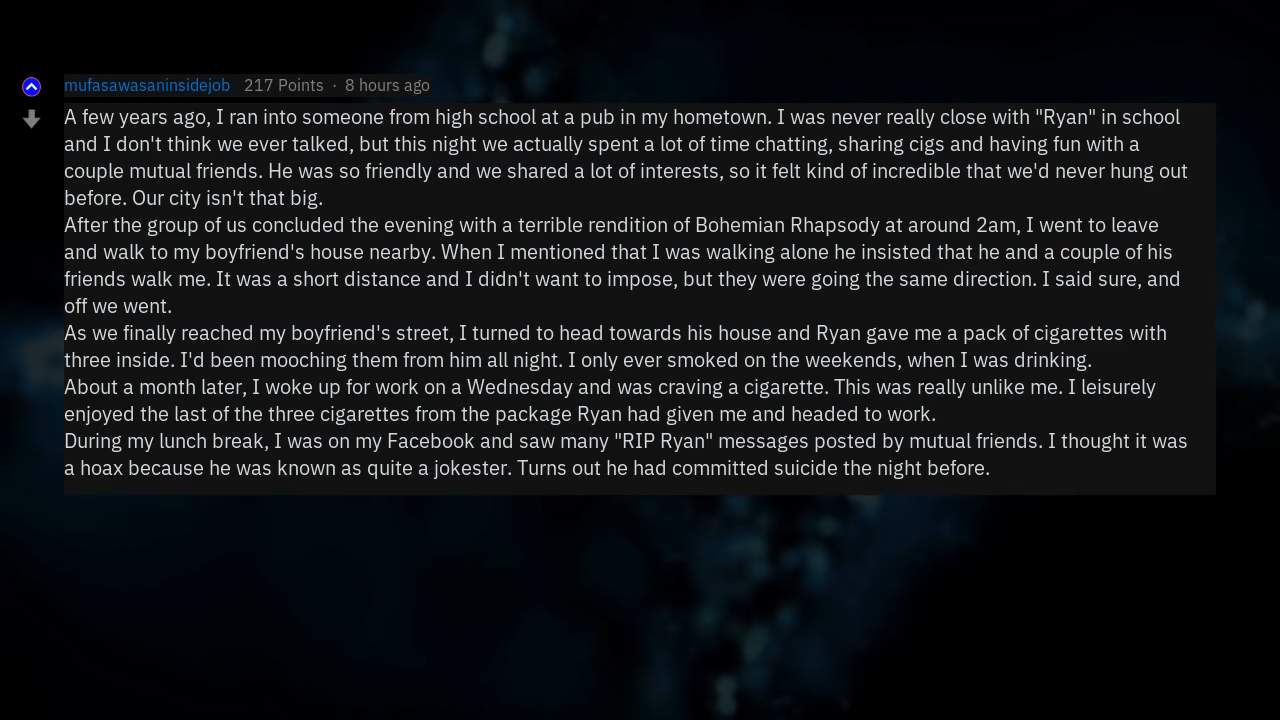 mufasawasaninsidejob 217 Points · 8 hours ago
A few years ago, I ran into someone from high school at a pub in my hometown. I was never really close with "Ryan" in school
and I don't think we ever talked, but this night we actually spent a lot of time chatting, sharing cigs and having fun with a
couple mutual friends. He was so friendly and we shared a lot of interests, so it felt kind of incredible that we'd never hung out
before. Our city isn't that big.
After the group of us concluded the evening with a terrible rendition of Bohemian Rhapsody at around 2am, I went to leave
and walk to my boyfriend's house nearby. When I mentioned that I was walking alone he insisted that he and a couple of his
friends walk me. It was a short distance and I didn't want to impose, but they were going the same direction. I said sure, and
off we went.
As we finally reached my boyfriend's street, I turned to head towards his house and Ryan gave me a pack of cigarettes with
three inside. I'd been mooching them from him all night. I only ever smoked on the weekends, when I was drinking.
About a month later, I woke up for work on a Wednesday and was craving a cigarette. This was really unlike me. I leisurely
enjoyed the last of the three cigarettes from the package Ryan had given me and headed to work.
During my lunch break, I was on my Facebook and saw many "RIP Ryan" messages posted by mutual friends. I thought it was
a hoax because he was known as quite a jokester. Turns out he had committed suicide the night before.